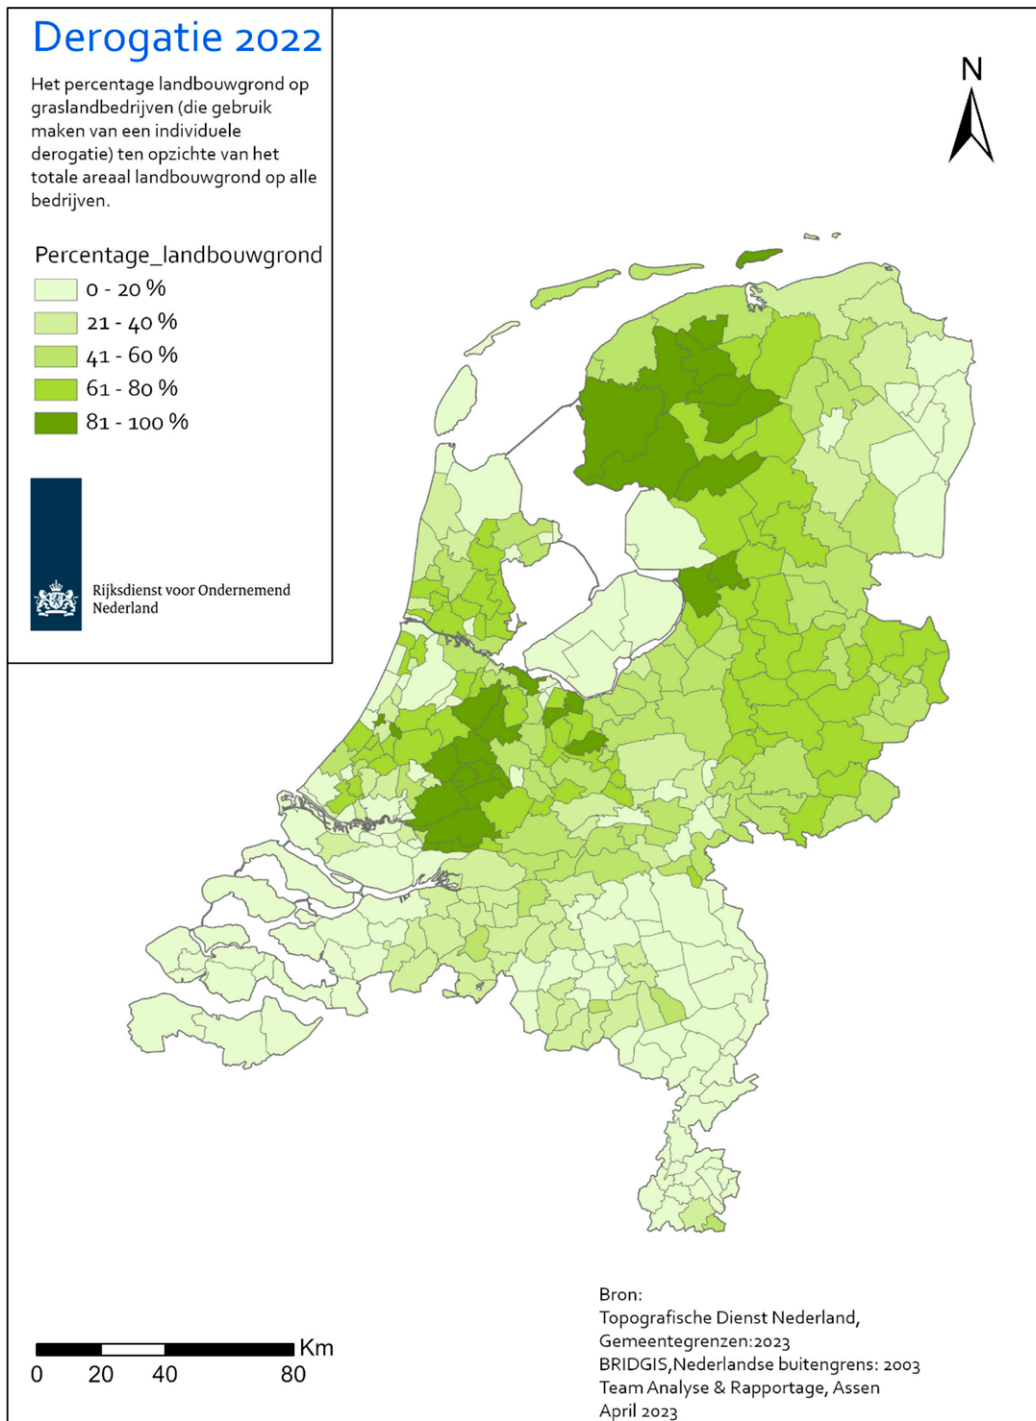 Derogatie 2022
Het percentage landbouwgrond op
graslandbedrijven (die gebruik
maken van een individuele
derogatie) ten opzichte van het
totale areaal landbouwgrond op alle
bedrijven.
Percentage_landbouwgrond
0 - 20 %
21 - 40 %
41 - 60 %
61 - 80 %
81 - 100 %
Rijksdienst voor Ondernemend
Nederland
N
Km
0 20 40 80
Bron:
Topografische Dienst Nederland,
Gemeentegrenzen:2023
BRIDGIS,Nederlandse buitengrens: 2003
Team Analyse & Rapportage, Assen
April 2023